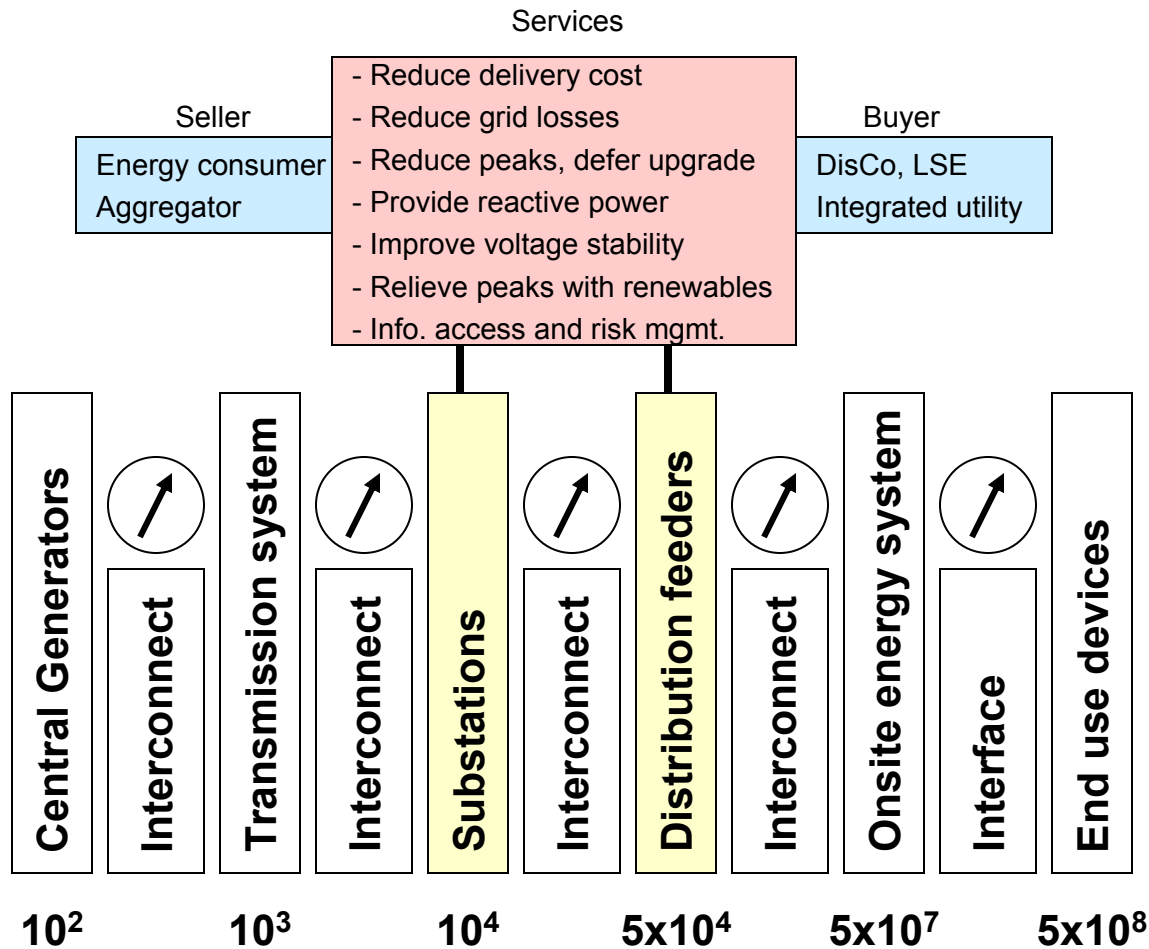 Services
Seller
Energy consumer
Aggregator
- Reduce delivery cost
- Reduce grid losses
- Reduce peaks, defer upgrade
- Provide reactive power
- Improve voltage stability
- Relieve peaks with renewables
- Info. access and risk mgmt.
Buyer
DisCo, LSE
Integrated utility
Central Generators
Interconnect
Transmission system
Interconnect
Substations
Interconnect
Distribution feeders
Interconnect
Onsite energy system
Interface
End use devices
10² 10³ 10⁴ 5x10⁴ 5x10⁷ 5x10⁸